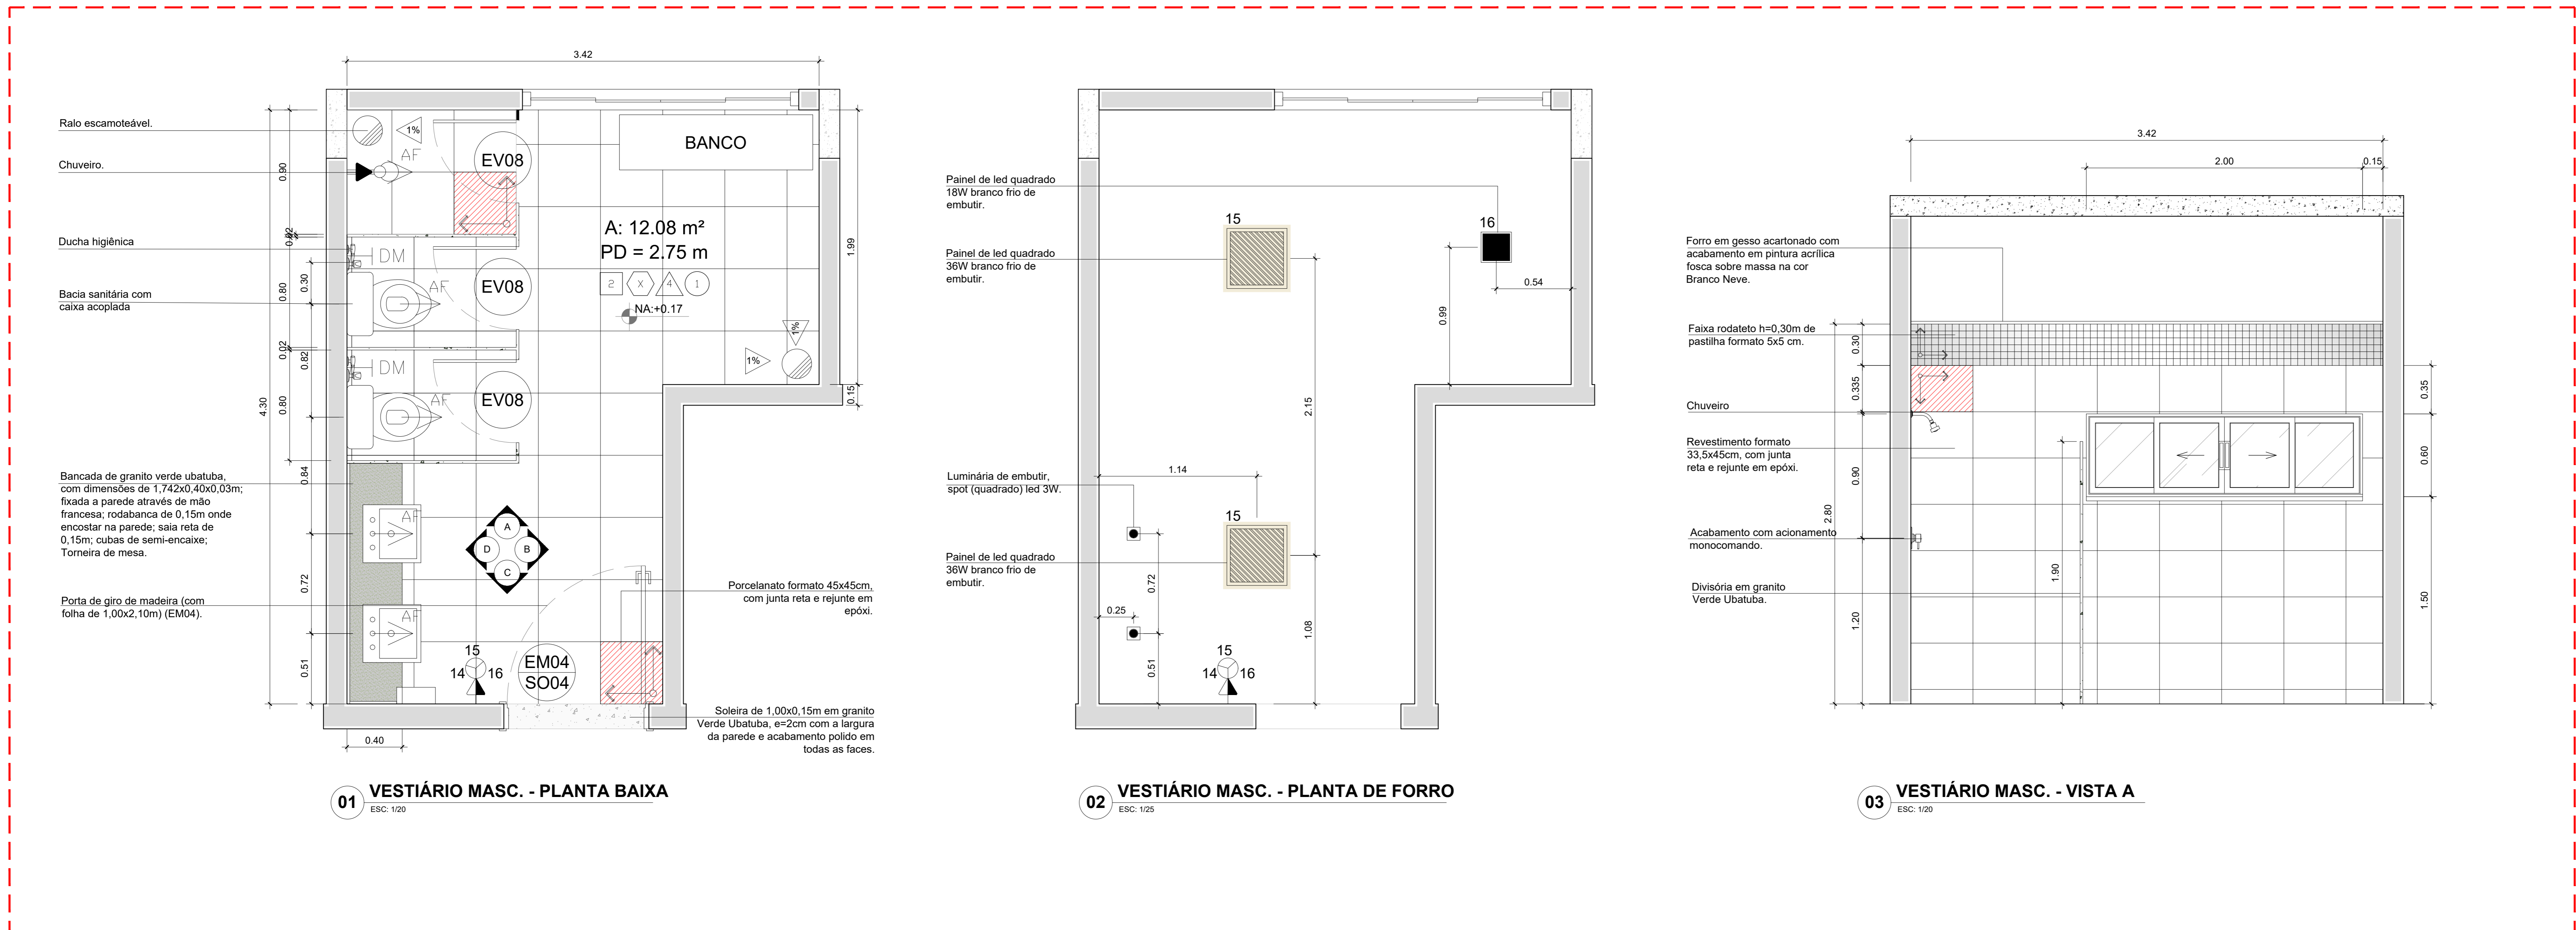 3.42
Ralo escamoteável.
Chuveiro.
Ducha higiênica
Bacia sanitária com
caixa acoplada
Bancada de granito verde ubatuba,
com dimensões de 1,742x0,40x0,03m;
fixada a parede através de mão
francesa; rodabanca de 0,15m onde
encostar na parede; saia reta de
0,15m; cubas de semi-encaixe;
Torneira de mesa.
Porta de giro de madeira (com
folha de 1,00x2,10m) (EM04).
4.30
0.90
0.02
0.80
0.02
0.80
0.30
0.82
0.84
0.72
0.51
0.40
1%
AF
EV08
BANCO
A: 12.08 m²
PD = 2.75 m
2
X
4
1
NA:+0.17
DM
AF
EV08
1%
1%
DM
AF
EV08
1.99
0.15
AF
A
D
B
C
AF
15
14
16
EM04
SO04
Porcelanato formato 45x45cm,
com junta reta e rejunte em
epóxi.
Soleira de 1,00x0,15m em granito
Verde Ubatuba, e=2cm com a largura
da parede e acabamento polido em
todas as faces.
01
VESTIÁRIO MASC. - PLANTA BAIXA
ESC: 1/20
Painel de led quadrado
18W branco frio de
embutir.
Painel de led quadrado
36W branco frio de
embutir.
Luminária de embutir,
spot (quadrado) led 3W.
Painel de led quadrado
36W branco frio de
embutir.
15
16
0.54
0.99
2.15
1.14
15
0.72
0.25
0.51
1.08
15
14
16
02
VESTIÁRIO MASC. - PLANTA DE FORRO
ESC: 1/25
3.42
2.00
0.15
Forro em gesso acartonado com
acabamento em pintura acrílica
fosca sobre massa na cor
Branco Neve.
Faixa rodateto h=0,30m de
pastilha formato 5x5 cm.
Chuveiro
Revestimento formato
33,5x45cm, com junta
reta e rejunte em epóxi.
Acabamento com acionamento
monocomando.
Divisória em granito
Verde Ubatuba.
2.80
0.30
0.335
0.90
1.20
1.90
0.35
0.60
1.50
03
VESTIÁRIO MASC. - VISTA A
ESC: 1/20